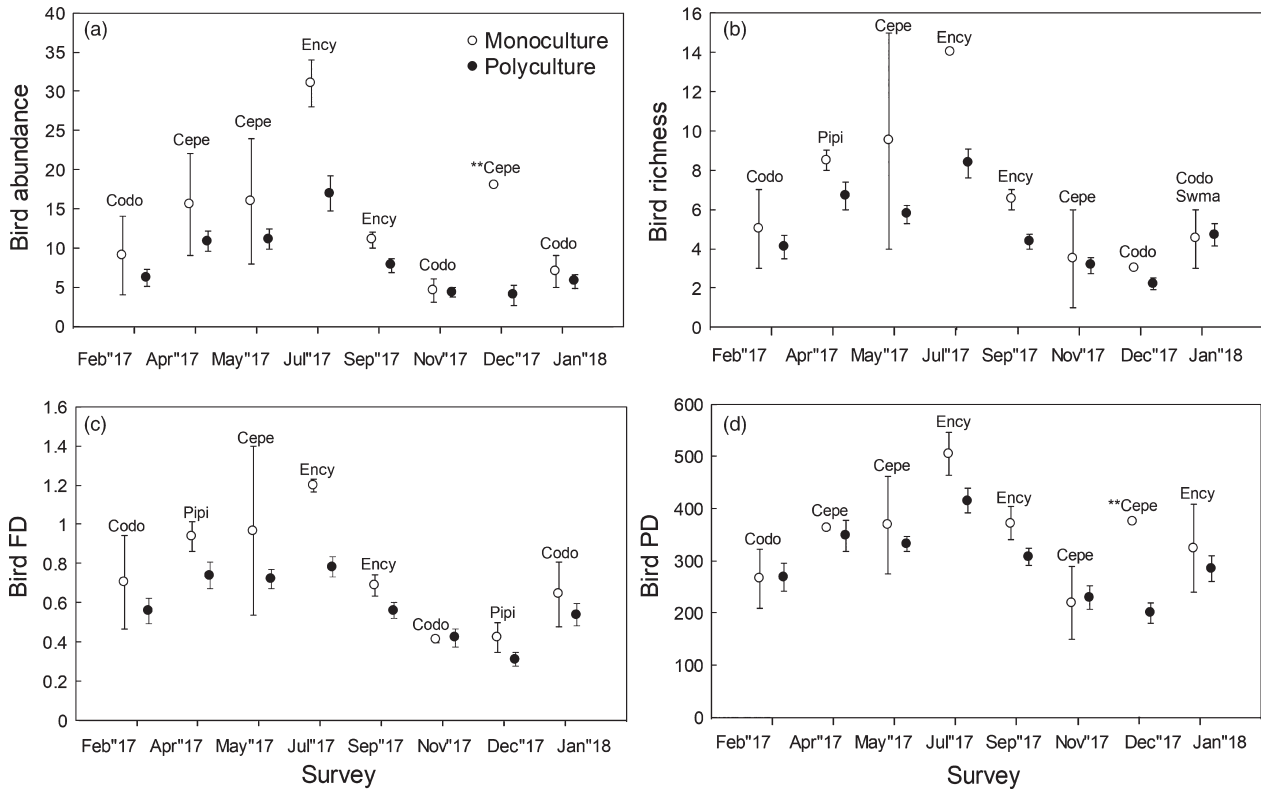 (a)
Monoculture
Polyculture
Bird abundance
40
35
30
25
20
15
10
5
0
Codo
Cepe
Cepe
Ency
Ency
Codo
**Cepe
Codo
Feb"17 Apr"17 May"17 Jul"17 Sep"17 Nov"17 Dec"17 Jan"18
(b)
Bird richness
16
14
12
10
8
6
4
2
0
Codo
Pipi
Cepe
Ency
Ency
Cepe
Codo
Codo
Swma
Feb"17 Apr"17 May"17 Jul"17 Sep"17 Nov"17 Dec"17 Jan"18
(c)
Bird FD
1.6
1.4
1.2
1
0.8
0.6
0.4
0.2
0
Codo
Pipi
Cepe
Ency
Ency
Codo
Pipi
Codo
Feb"17 Apr"17 May"17 Jul"17 Sep"17 Nov"17 Dec"17 Jan"18
Survey
(d)
Bird PD
600
500
400
300
200
100
0
Codo
Cepe
Cepe
Ency
Ency
Cepe
**Cepe
Ency
Feb"17 Apr"17 May"17 Jul"17 Sep"17 Nov"17 Dec"17 Jan"18
Survey